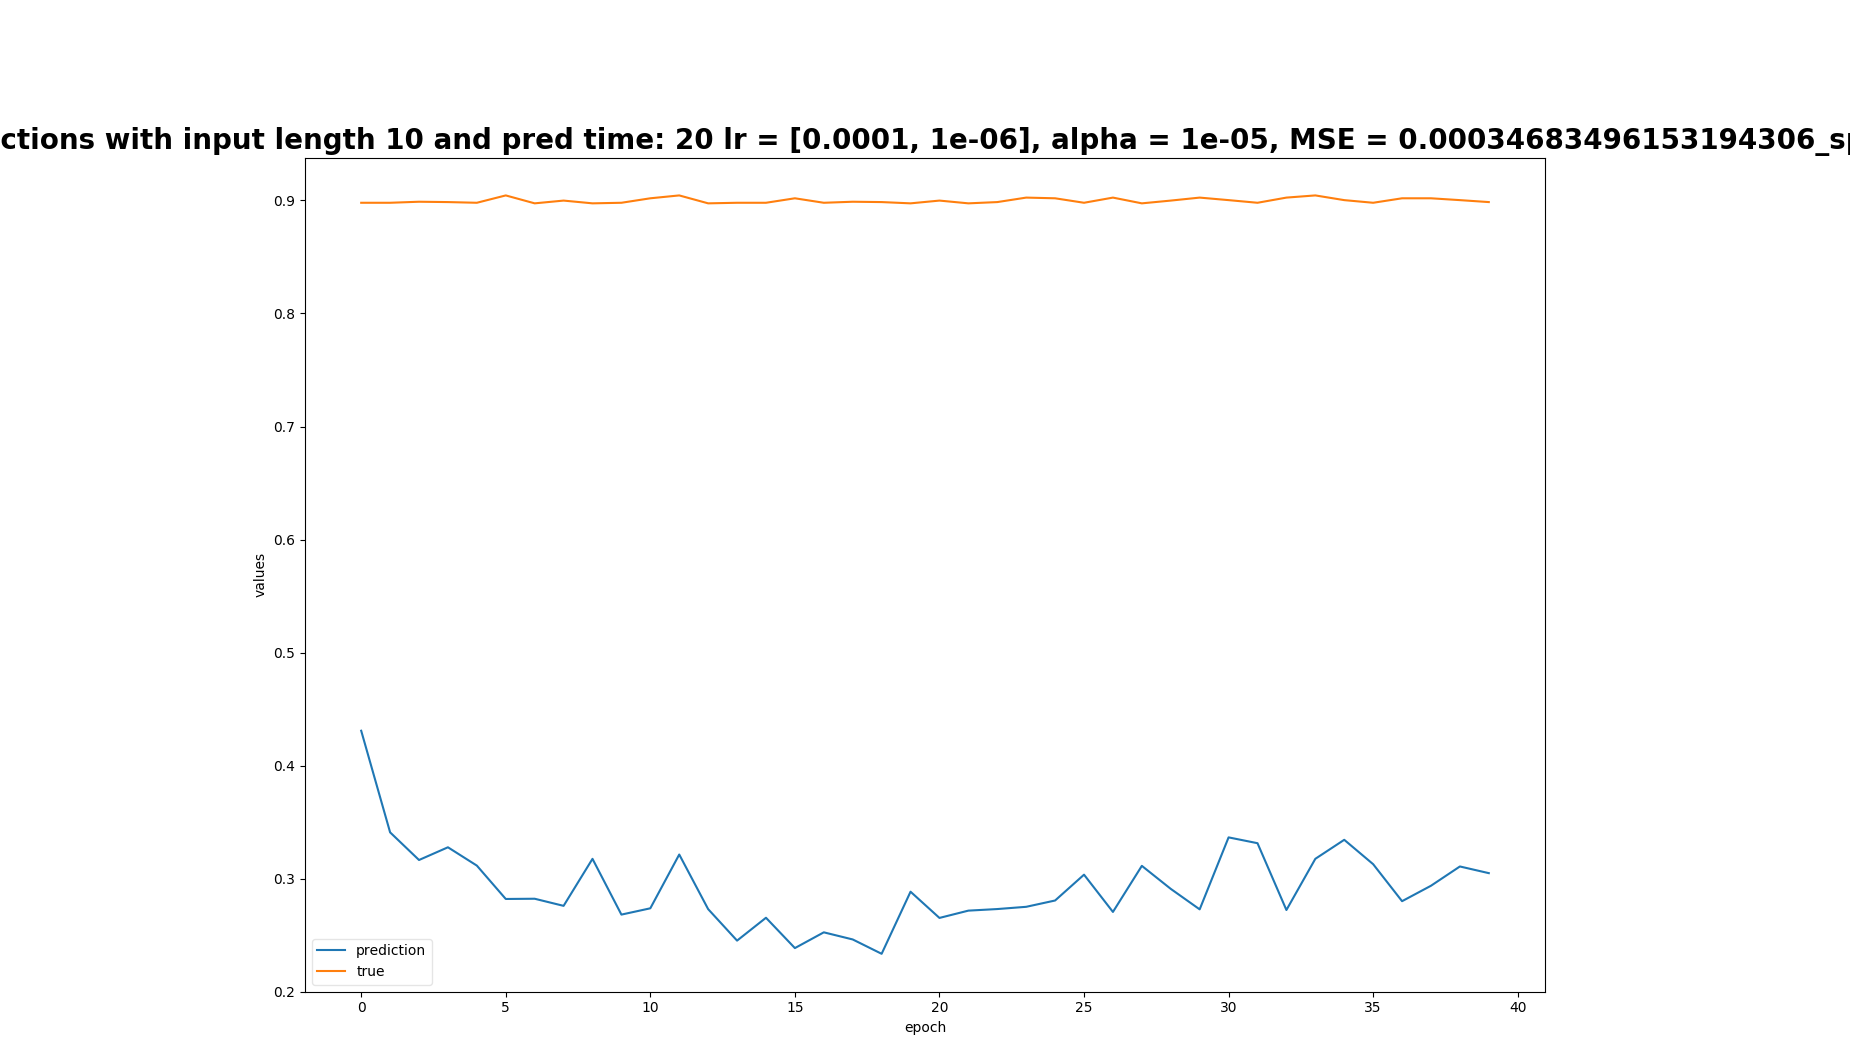 ctions with input length 10 and pred time: 20 lr = [0.0001, 1e-06], alpha = 1e-05, MSE = 0.00034683496153194306_sp
0.9
0.8
0.7
0.6
0.5
0.4
0.3
0.2
values
prediction
true
0 5 10 15 20 25 30 35 40
epoch